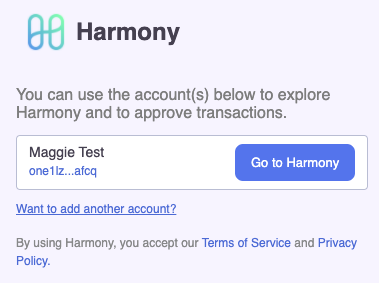 Harmony
You can use the account(s) below to explore
Harmony and to approve transactions.
Maggie Test
one1lz...afcq
Go to Harmony
Want to add another account?
By using Harmony, you accept our Terms of Service and Privacy
Policy.